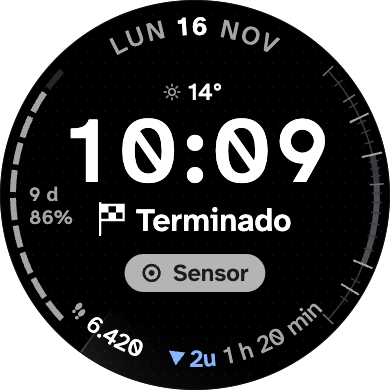 LUN 16 NOV
14°
10:09
9 d
86%
Terminado
Sensor
6.420
2u 1 h 20 min